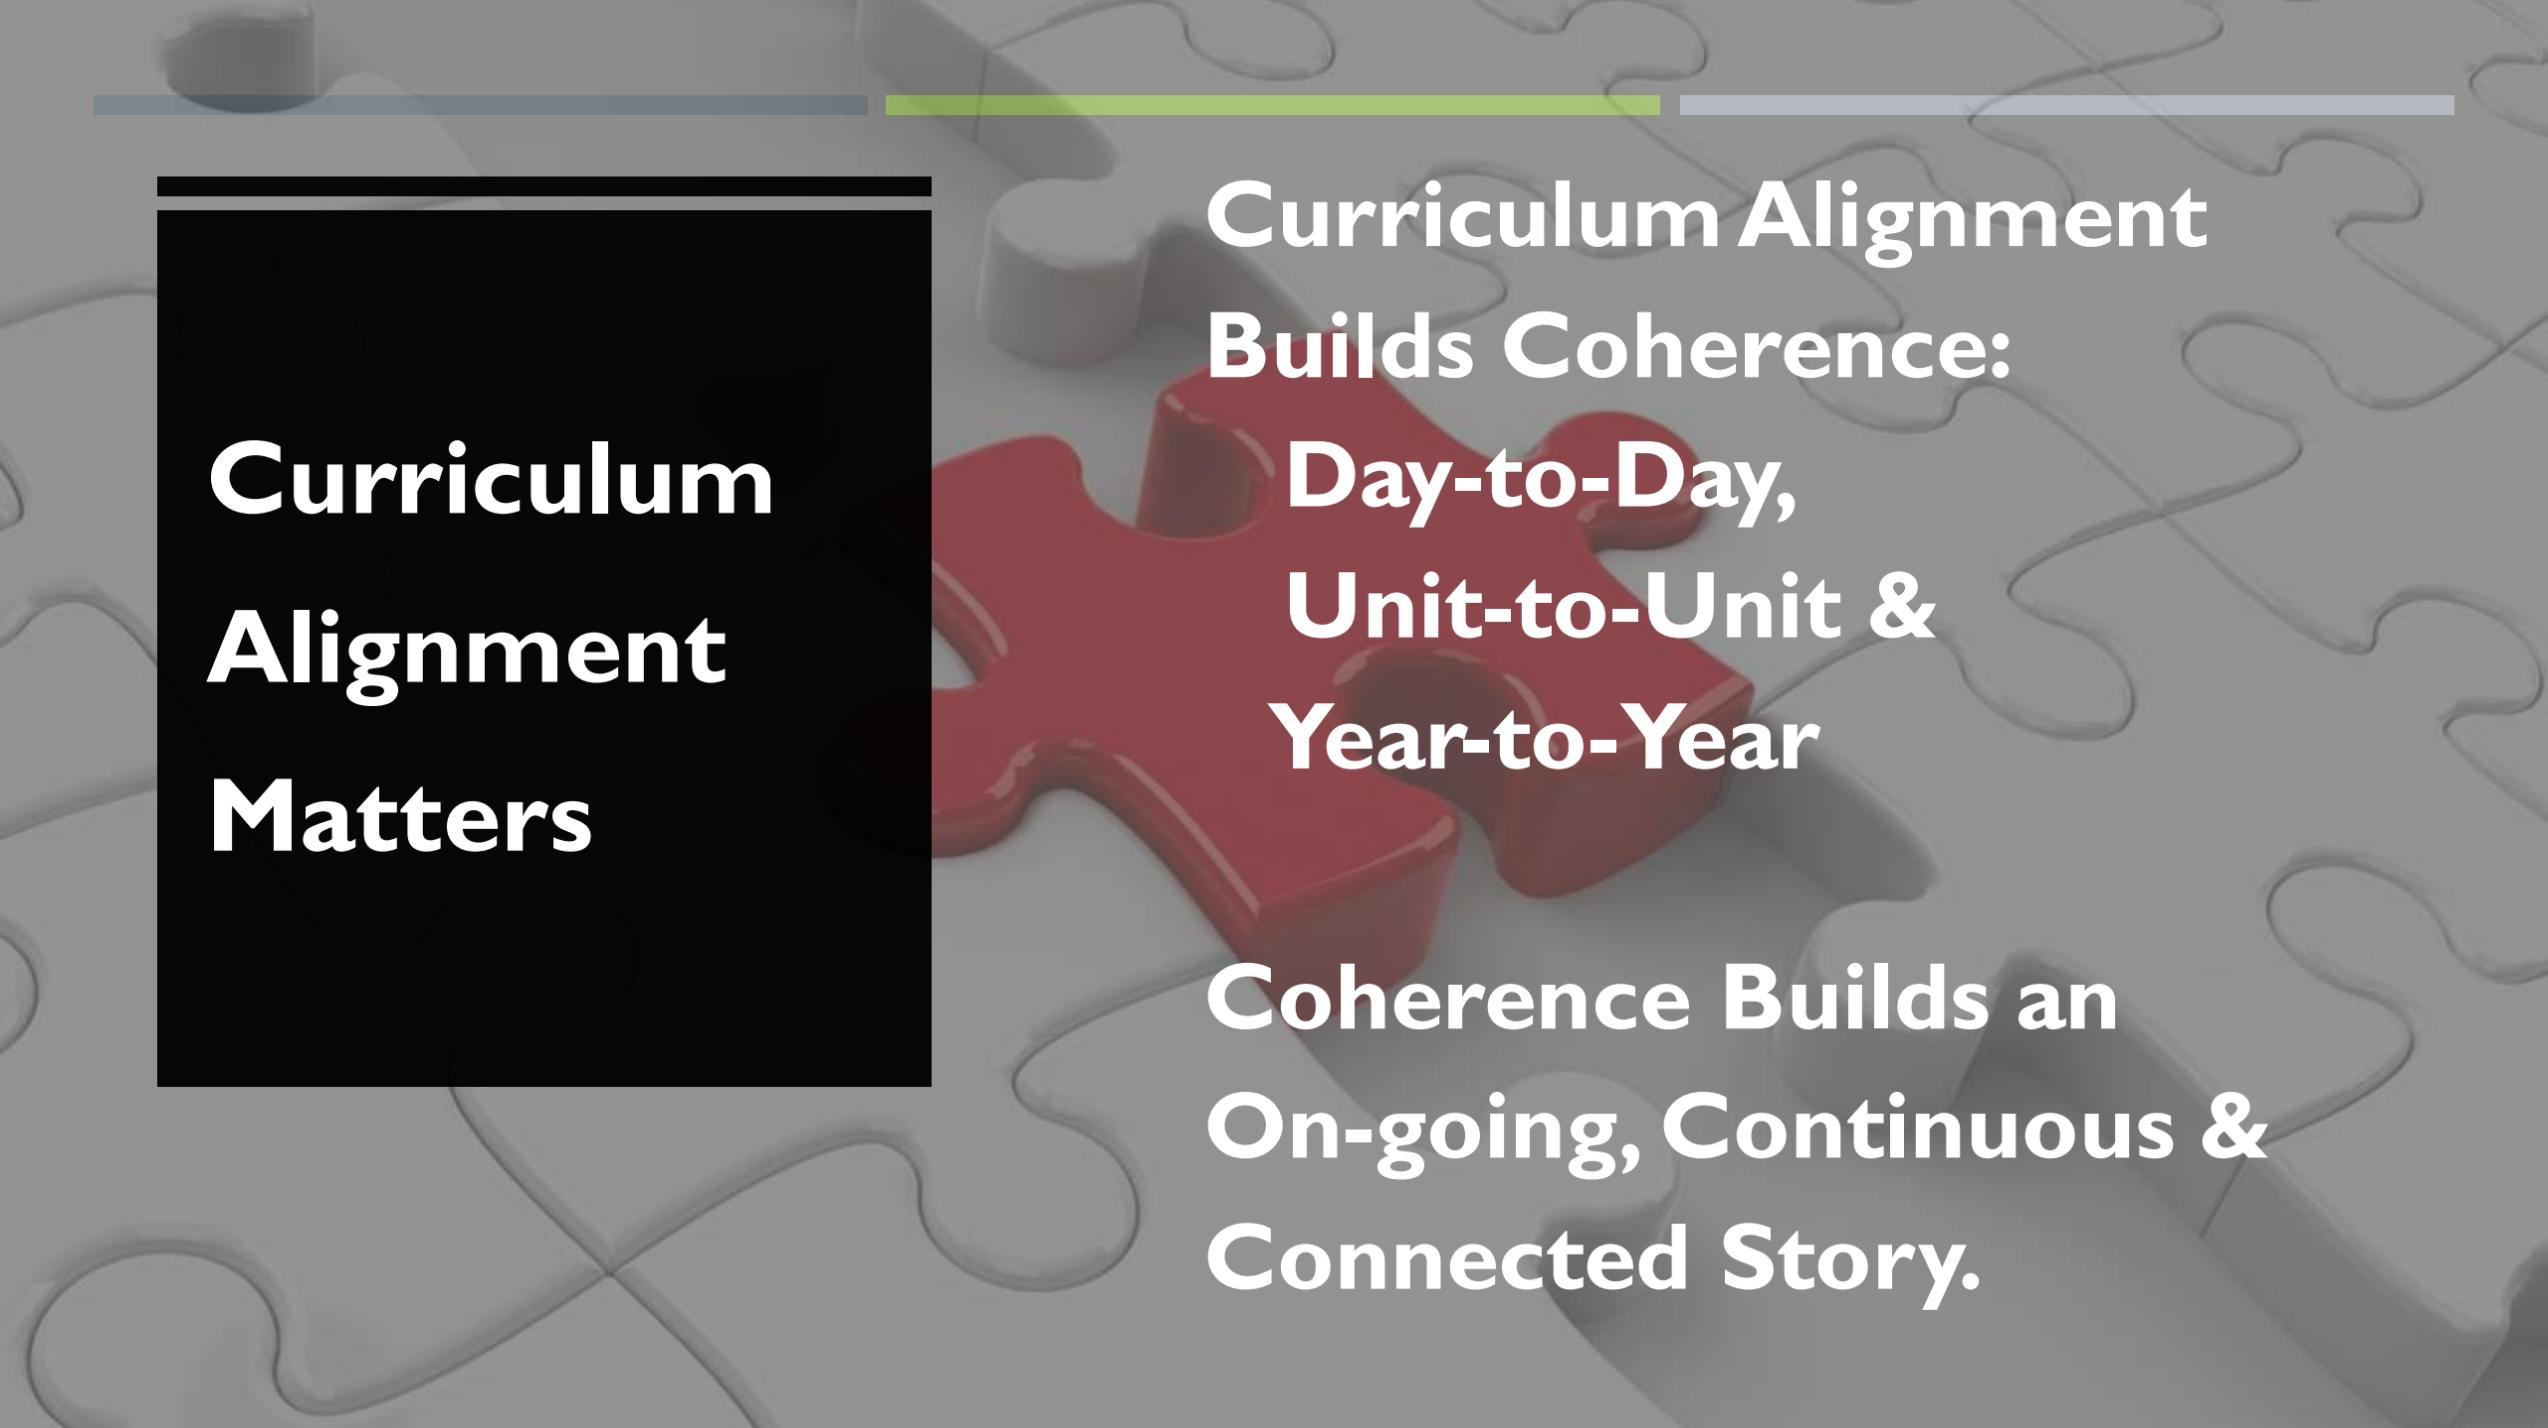 Curriculum
Alignment
Matters
Curriculum Alignment
Builds Coherence:
Day-to-Day,
Unit-to-Unit &
Year-to-Year
Coherence Builds an
On-going, Continuous &
Connected Story.